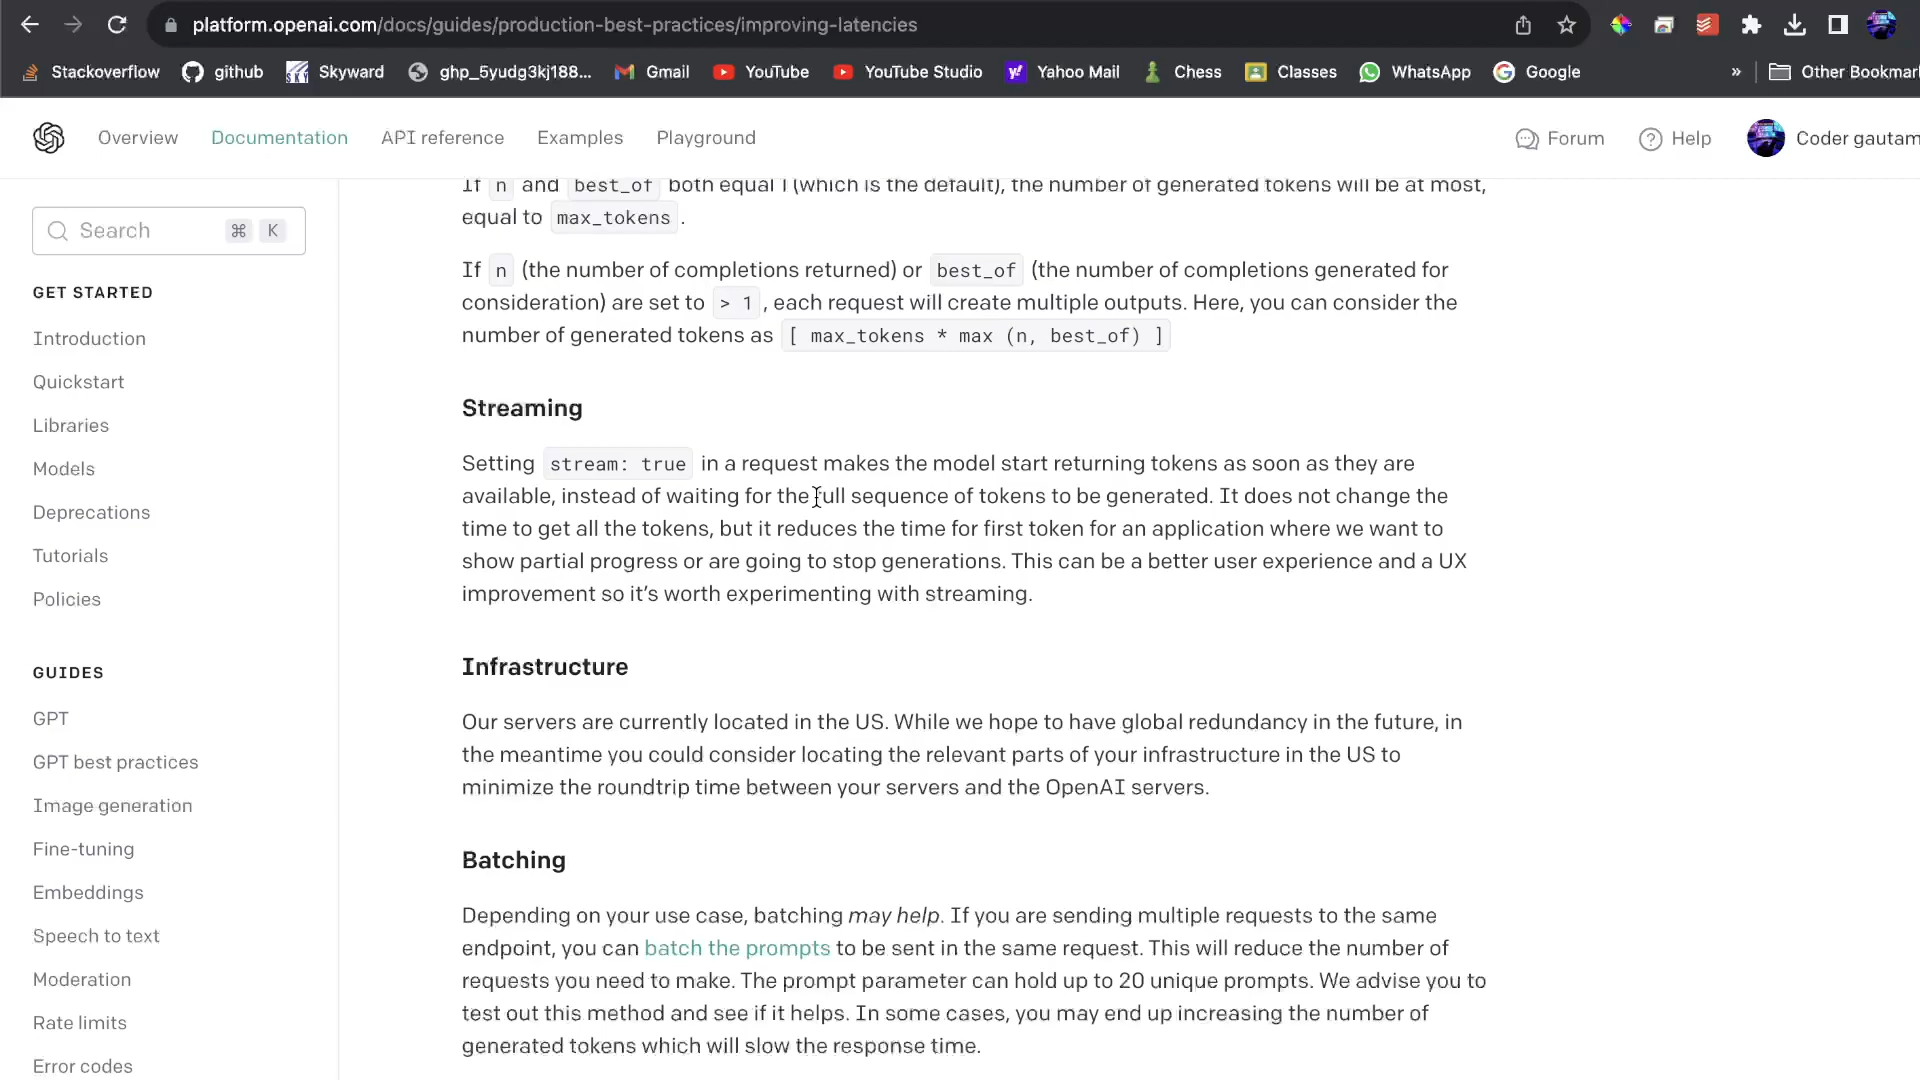 platform.openai.com/docs/guides/production-best-practices/improving-latencies
Stackoverflow github Skyward ghp_5yudg3kj188... Gmail YouTube YouTube Studio Yahoo Mail Chess Classes WhatsApp Google » Other Bookmar
Overview Documentation API reference Examples Playground Forum Help Coder gautam
Search ⌘ K
GET STARTED
Introduction
Quickstart
Libraries
Models
Deprecations
Tutorials
Policies
GUIDES
GPT
GPT best practices
Image generation
Fine-tuning
Embeddings
Speech to text
Moderation
Rate limits
Error codes
If n and best_of both equal 1 (which is the default), the number of generated tokens will be at most,
equal to max_tokens .
If n (the number of completions returned) or best_of (the number of completions generated for
consideration) are set to > 1 , each request will create multiple outputs. Here, you can consider the
number of generated tokens as [ max_tokens * max (n, best_of) ]
Streaming
Setting stream: true in a request makes the model start returning tokens as soon as they are
available, instead of waiting for the full sequence of tokens to be generated. It does not change the
time to get all the tokens, but it reduces the time for first token for an application where we want to
show partial progress or are going to stop generations. This can be a better user experience and a UX
improvement so it’s worth experimenting with streaming.
Infrastructure
Our servers are currently located in the US. While we hope to have global redundancy in the future, in
the meantime you could consider locating the relevant parts of your infrastructure in the US to
minimize the roundtrip time between your servers and the OpenAI servers.
Batching
Depending on your use case, batching may help. If you are sending multiple requests to the same
endpoint, you can batch the prompts to be sent in the same request. This will reduce the number of
requests you need to make. The prompt parameter can hold up to 20 unique prompts. We advise you to
test out this method and see if it helps. In some cases, you may end up increasing the number of
generated tokens which will slow the response time.